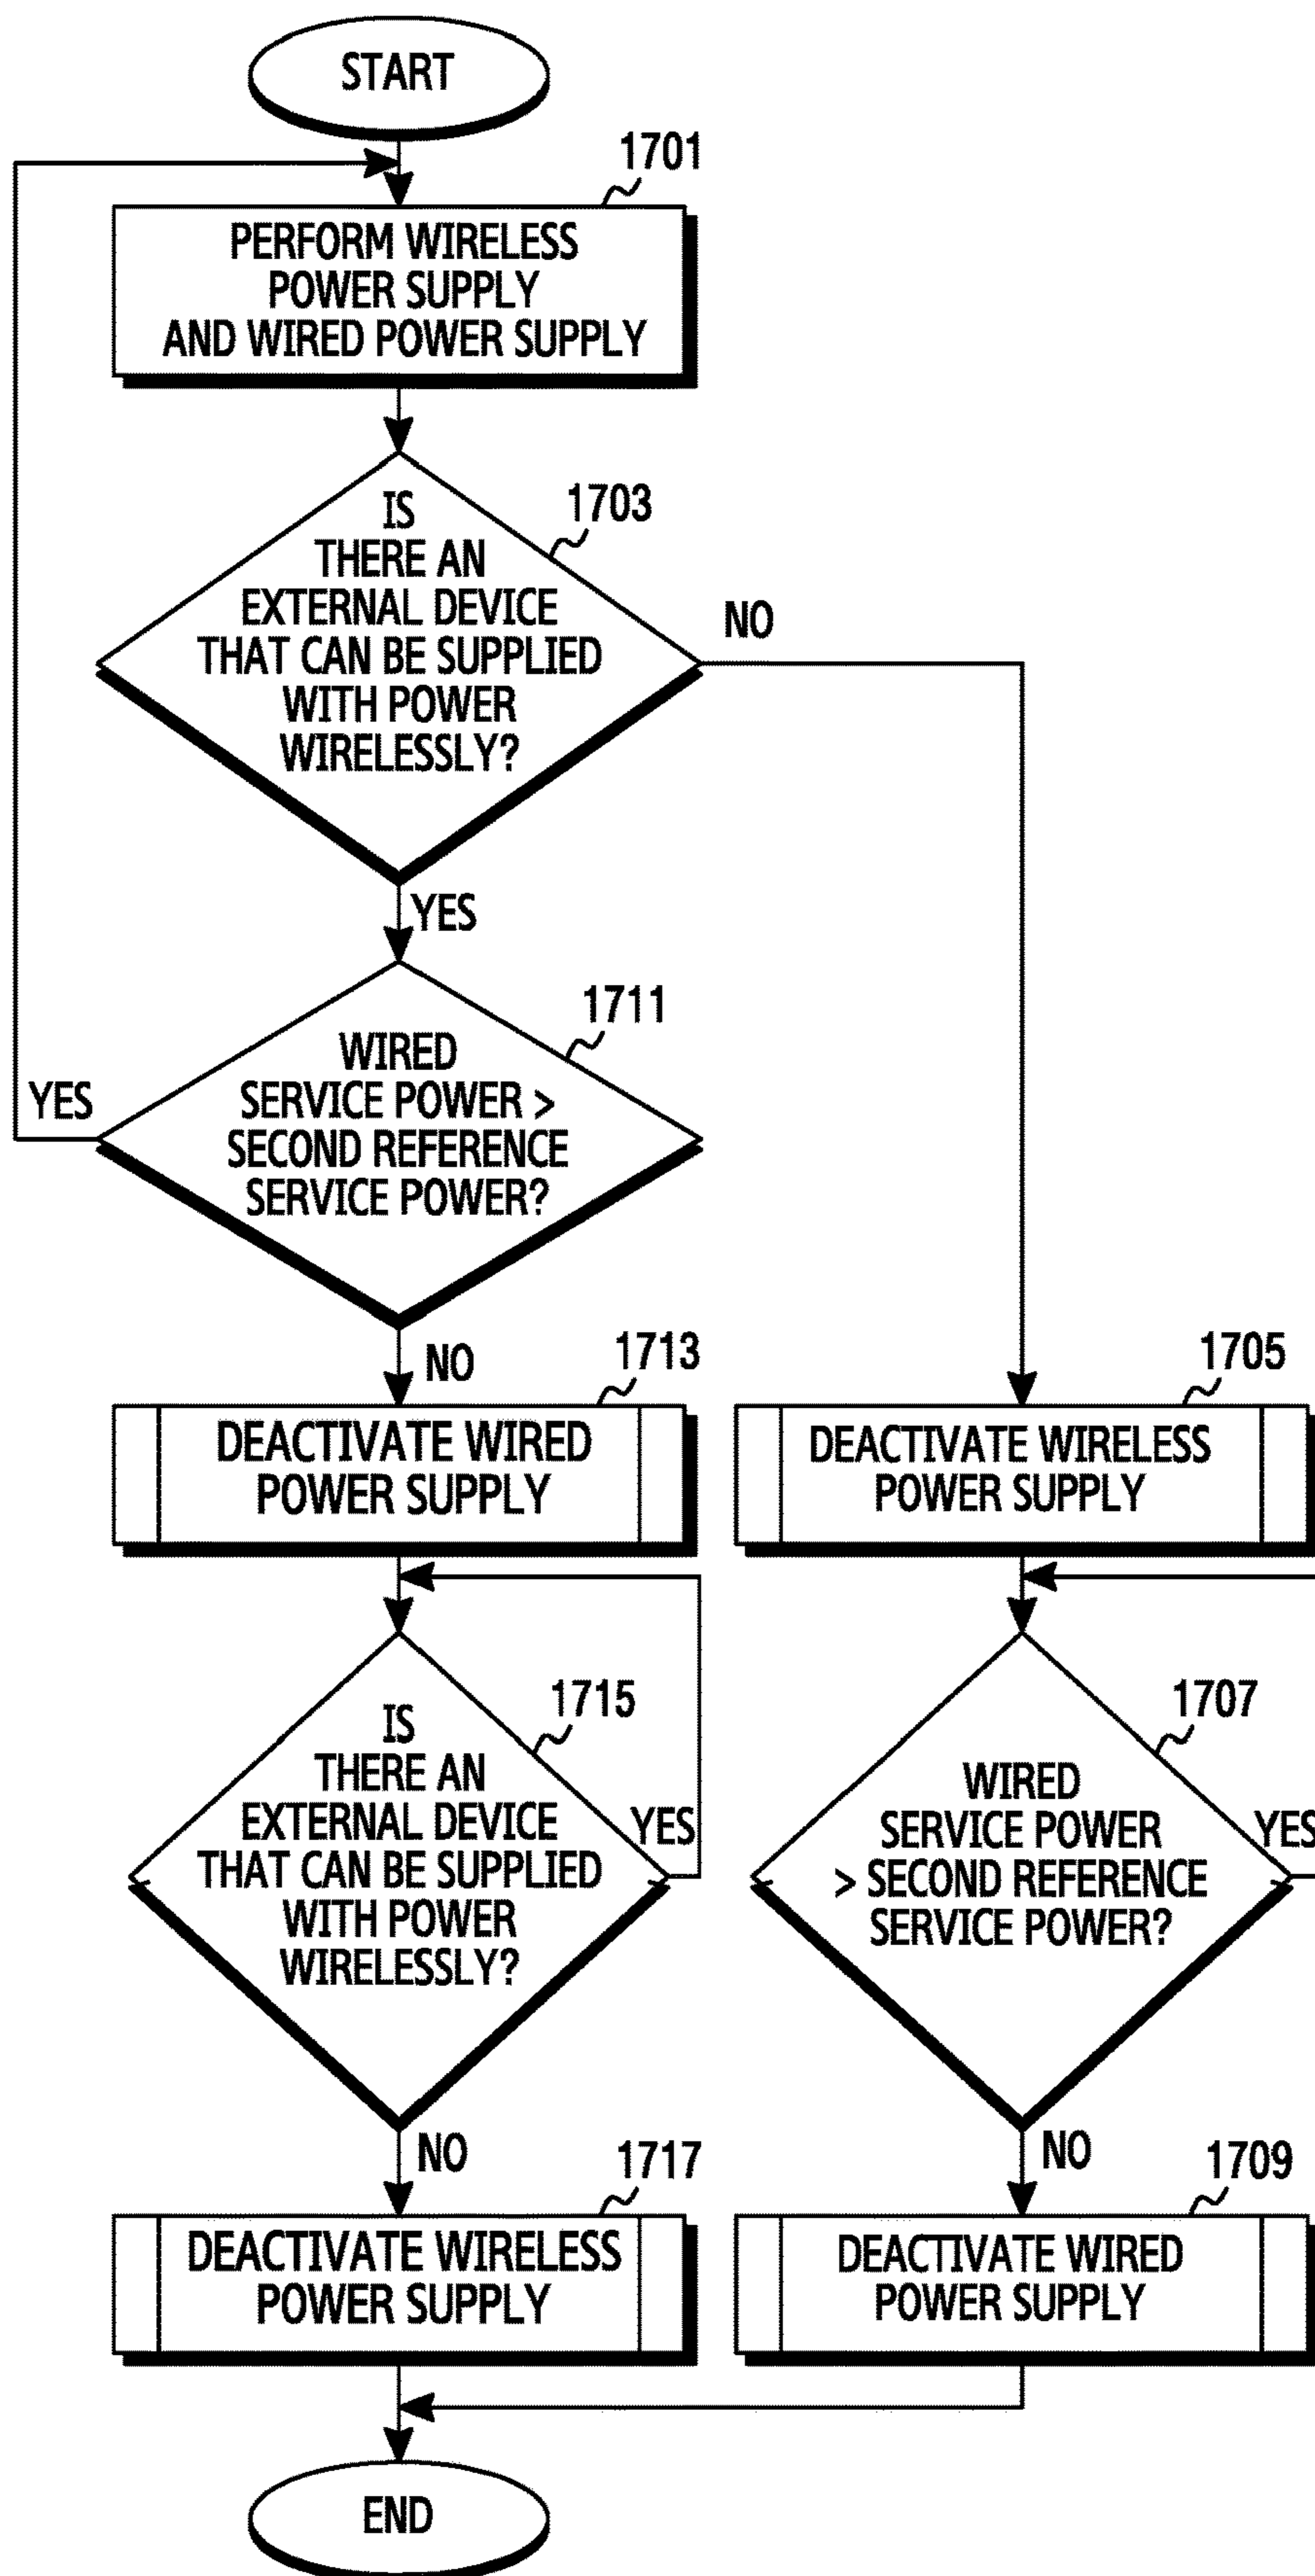 START
1701
PERFORM WIRELESS
POWER SUPPLY
AND WIRED POWER SUPPLY
1703
IS
THERE AN
EXTERNAL DEVICE
THAT CAN BE SUPPLIED
WITH POWER
WIRELESSLY?
NO
YES
1711
WIRED
SERVICE POWER >
SECOND REFERENCE
SERVICE POWER?
YES
NO
1713
DEACTIVATE WIRED
POWER SUPPLY
1705
DEACTIVATE WIRELESS
POWER SUPPLY
1715
IS
THERE AN
EXTERNAL DEVICE
THAT CAN BE SUPPLIED
WITH POWER
WIRELESSLY?
YES
NO
1707
WIRED
SERVICE POWER
> SECOND REFERENCE
SERVICE POWER?
YES
NO
1717
DEACTIVATE WIRELESS
POWER SUPPLY
1709
DEACTIVATE WIRED
POWER SUPPLY
END